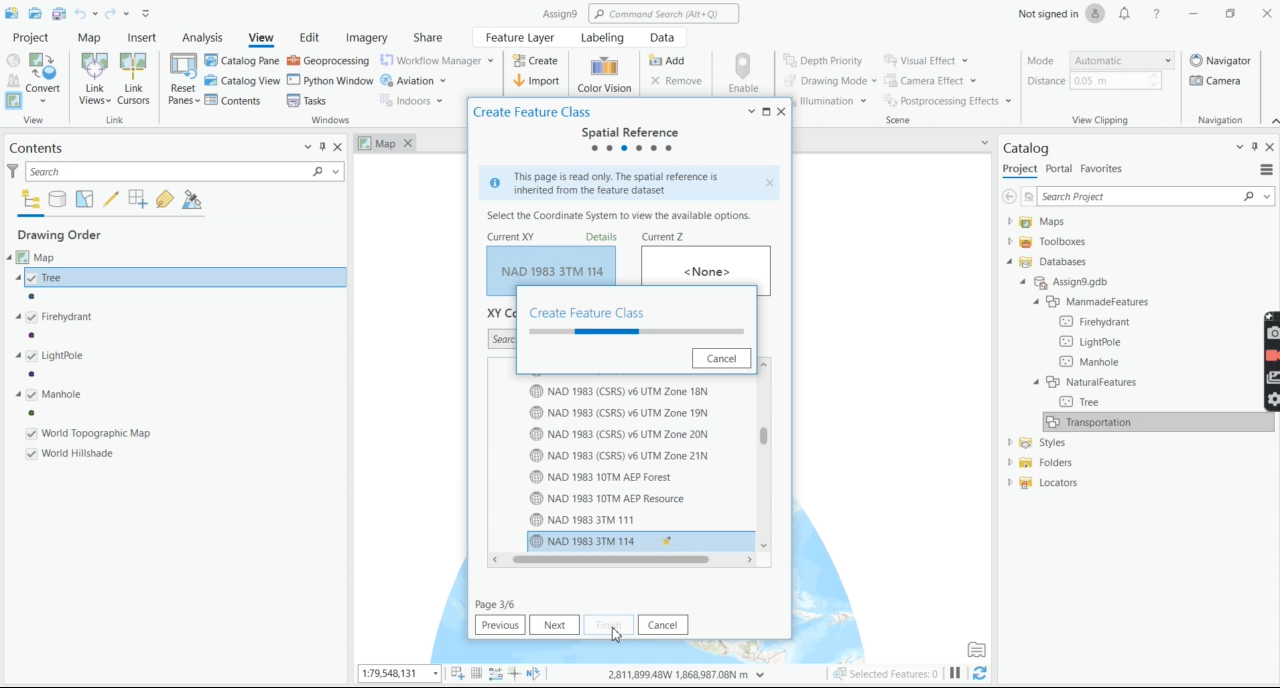 Assign9
Command Search (Alt+Q)
Not signed in
?
Project
Map
Insert
Analysis
View
Edit
Imagery
Share
Feature Layer
Labeling
Data
Convert
View
Link Views
Link Cursors
Link
Reset Panes
Catalog Pane
Catalog View
Contents
Geoprocessing
Python Window
Tasks
Workflow Manager
Aviation
Indoors
Windows
Create
Import
Color Vision
Add
Remove
Enable
Depth Priority
Drawing Mode
Illumination
Visual Effect
Camera Effect
Postprocessing Effects
Scene
Mode
Automatic
Distance
0.05 m
View Clipping
Navigator
Camera
Navigation
Contents
Search
Drawing Order
Map
Tree
Firehydrant
LightPole
Manhole
World Topographic Map
World Hillshade
Map
Create Feature Class
Spatial Reference
This page is read only. The spatial reference is
inherited from the feature dataset
Select the Coordinate System to view the available options.
Current XY
Details
Current Z
NAD 1983 3TM 114
<None>
XY Co
Searc
Create Feature Class
Cancel
NAD 1983 (CSRS) v6 UTM Zone 18N
NAD 1983 (CSRS) v6 UTM Zone 19N
NAD 1983 (CSRS) v6 UTM Zone 20N
NAD 1983 (CSRS) v6 UTM Zone 21N
NAD 1983 10TM AEP Forest
NAD 1983 10TM AEP Resource
NAD 1983 3TM 111
NAD 1983 3TM 114
Page 3/6
Previous
Next
Finish
Cancel
1:79,548,131
2,811,899.48W 1,868,987.08N m
Selected Features: 0
Catalog
Project
Portal
Favorites
Search Project
Maps
Toolboxes
Databases
Assign9.gdb
ManmadeFeatures
Firehydrant
LightPole
Manhole
NaturalFeatures
Tree
Transportation
Styles
Folders
Locators